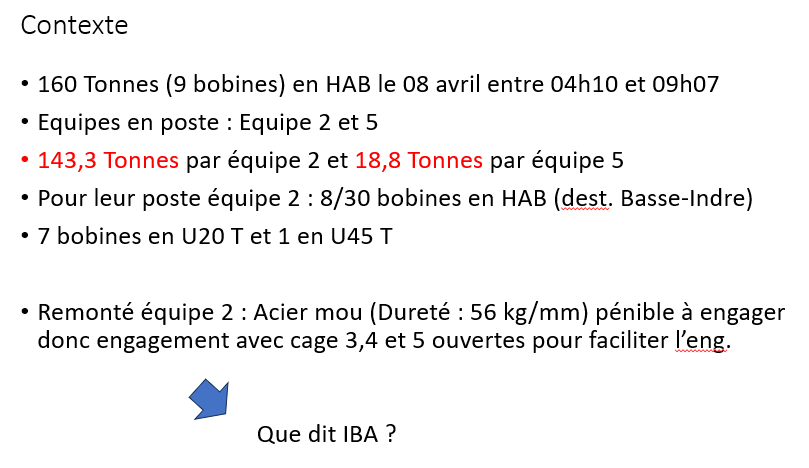 Contexte
• 160 Tonnes (9 bobines) en HAB le 08 avril entre 04h10 et 09h07
• Equipes en poste : Equipe 2 et 5
• 143,3 Tonnes par équipe 2 et 18,8 Tonnes par équipe 5
• Pour leur poste équipe 2 : 8/30 bobines en HAB (dest. Basse-Indre)
• 7 bobines en U20 T et 1 en U45 T
• Remonté équipe 2 : Acier mou (Dureté : 56 kg/mm) pénible à engager
donc engagement avec cage 3,4 et 5 ouvertes pour faciliter l’eng.
Que dit IBA ?